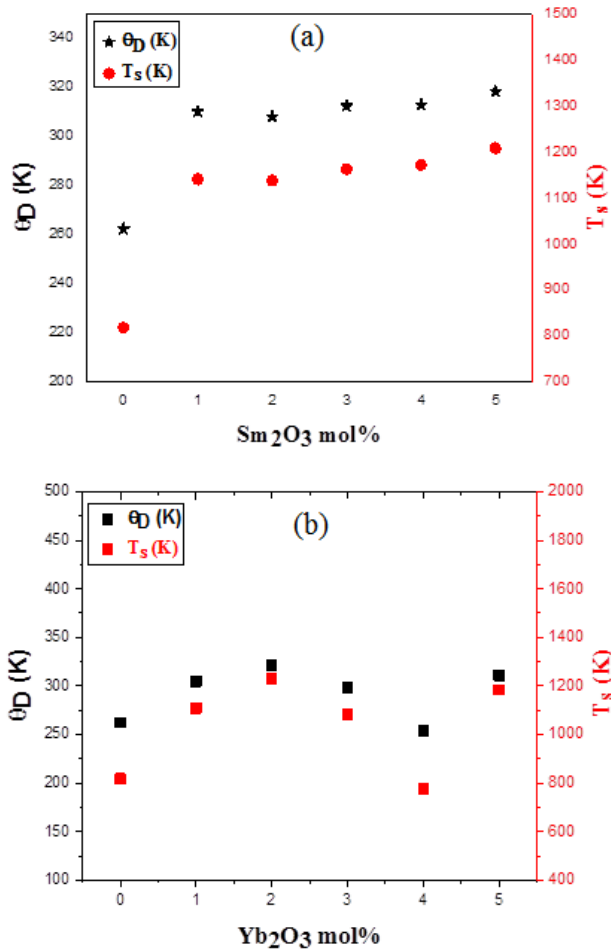 (a)
θD (K)
Ts (K)
340
320
300
280
260
240
220
200
θD (K)
1500
1400
1300
1200
1100
1000
900
800
700
Ts (K)
0 1 2 3 4 5
Sm2O3 mol%
(b)
θD (K)
Ts (K)
500
450
400
350
300
250
200
150
100
θD (K)
2000
1800
1600
1400
1200
1000
800
600
400
Ts (K)
0 1 2 3 4 5
Yb2O3 mol%